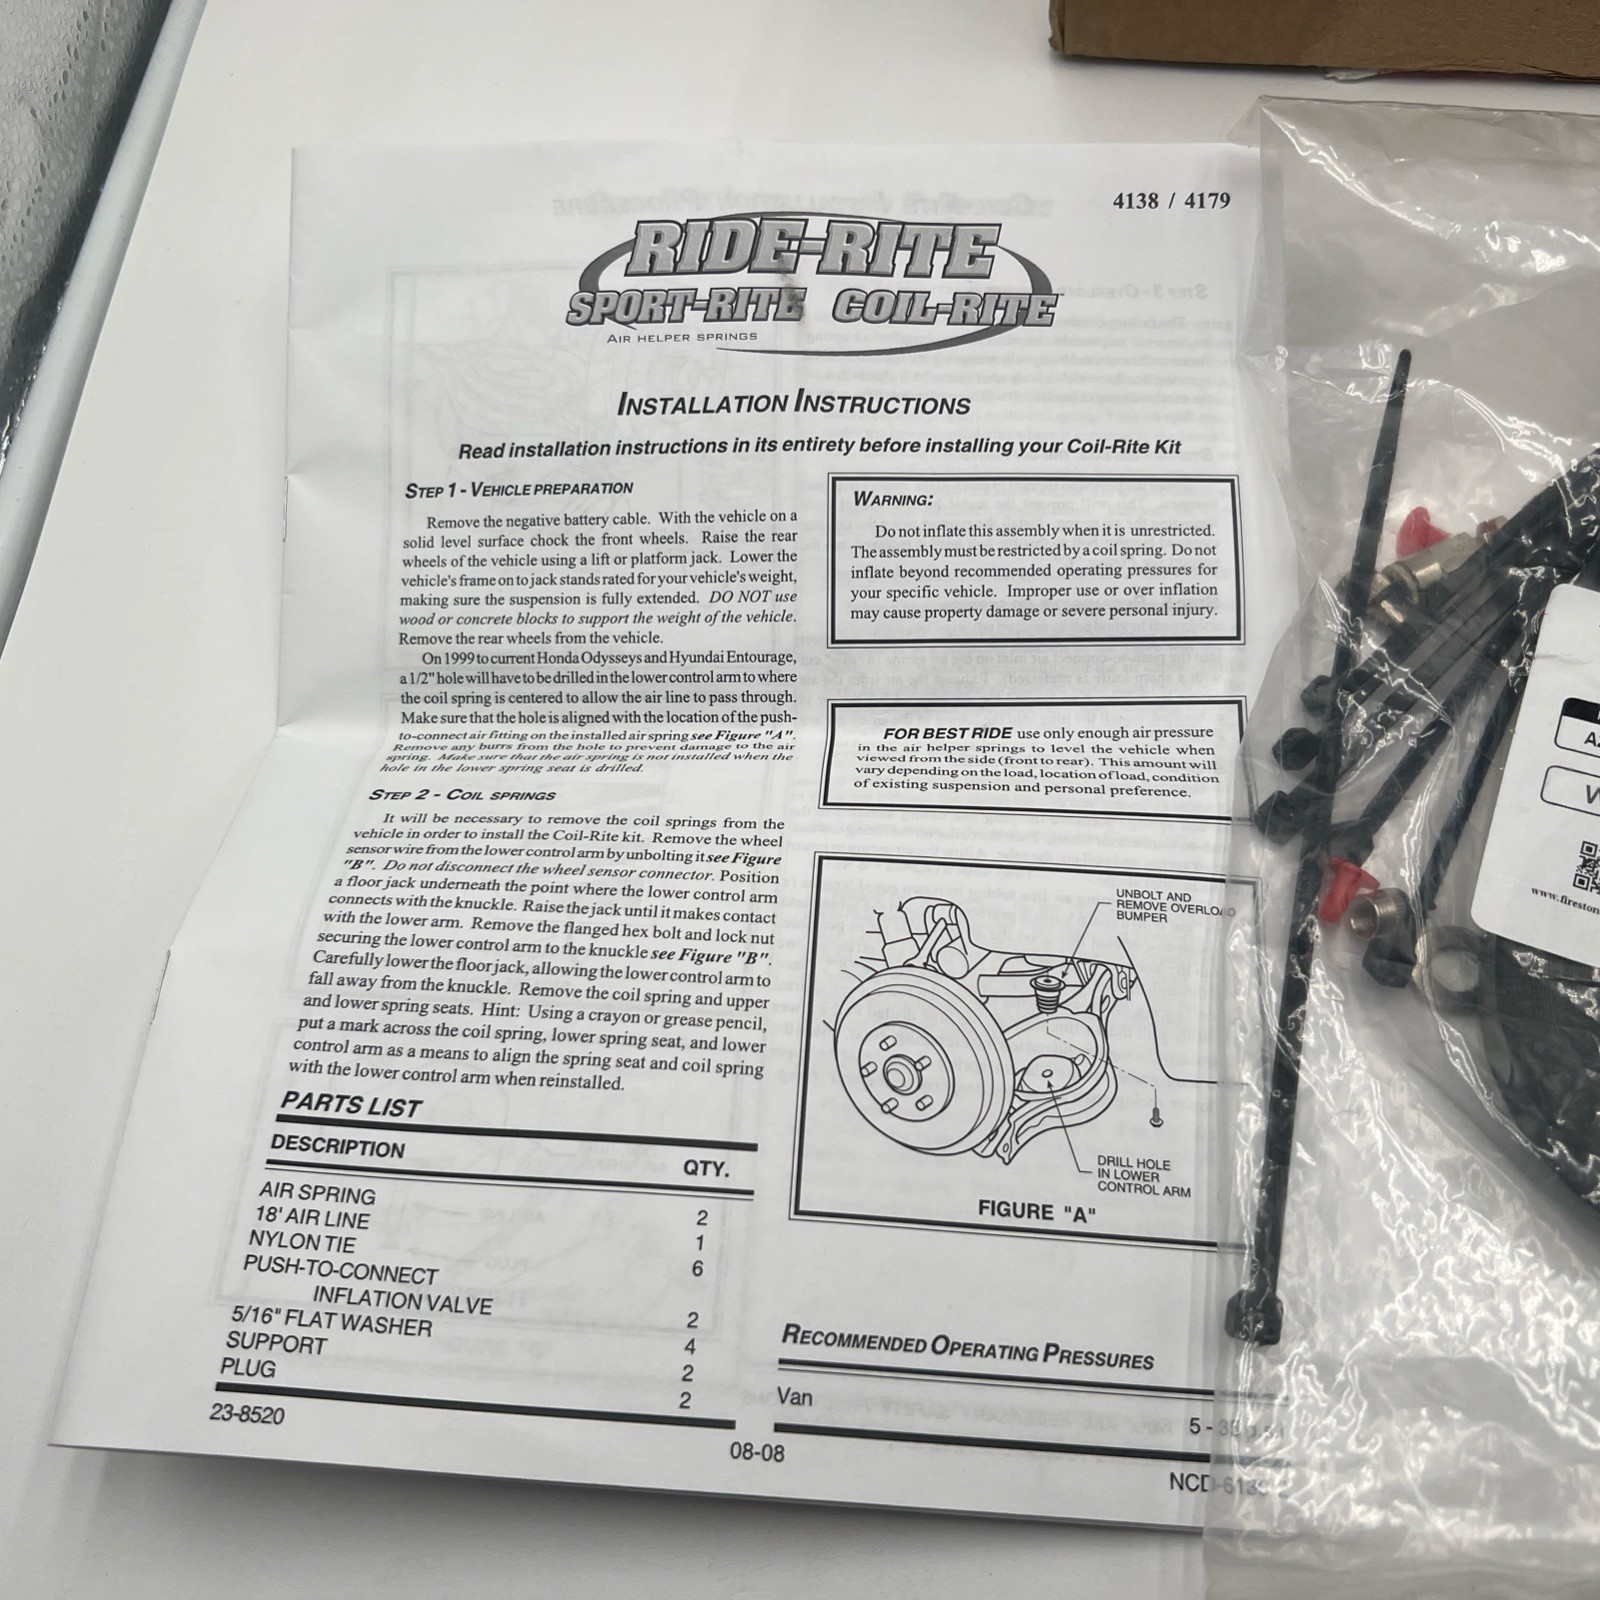 4138 / 4179
RIDE-RITE
SPORT-RITE COIL-RITE
AIR HELPER SPRINGS
INSTALLATION INSTRUCTIONS
Read installation instructions in its entirety before installing your Coil-Rite Kit
STEP 1 - VEHICLE PREPARATION
Remove the negative battery cable. With the vehicle on a
solid level surface chock the front wheels. Raise the rear
wheels of the vehicle using a lift or platform jack. Lower the
vehicle's frame on to jack stands rated for your vehicle's weight,
making sure the suspension is fully extended. DO NOT use
wood or concrete blocks to support the weight of the vehicle.
Remove the rear wheels from the vehicle.
On 1999 to current Honda Odysseys and Hyundai Entourage,
a 1/2" hole will have to be drilled in the lower control arm to where
the coil spring is centered to allow the air line to pass through.
Make sure that the hole is aligned with the location of the push-
to-connect air fitting on the installed air spring see Figure "A".
Remove any burrs from the hole to prevent damage to the air
spring. Make sure that the air spring is not installed when the
hole in the lower spring seat is drilled.
STEP 2 - COIL SPRINGS
It will be necessary to remove the coil springs from the
vehicle in order to install the Coil-Rite kit. Remove the wheel
sensor wire from the lower control arm by unbolting it see Figure
"B". Do not disconnect the wheel sensor connector. Position
a floor jack underneath the point where the lower control arm
connects with the knuckle. Raise the jack until it makes contact
with the lower arm. Remove the flanged hex bolt and lock nut
securing the lower control arm to the knuckle see Figure "B".
Carefully lower the floor jack, allowing the lower control arm to
fall away from the knuckle. Remove the coil spring and upper
and lower spring seats. Hint: Using a crayon or grease pencil,
put a mark across the coil spring, lower spring seat, and lower
control arm as a means to align the spring seat and coil spring
with the lower control arm when reinstalled.
WARNING:
Do not inflate this assembly when it is unrestricted.
The assembly must be restricted by a coil spring. Do not
inflate beyond recommended operating pressures for
your specific vehicle. Improper use or over inflation
may cause property damage or severe personal injury.
FOR BEST RIDE use only enough air pressure
in the air helper springs to level the vehicle when
viewed from the side (front to rear). This amount will
vary depending on the load, location of load, condition
of existing suspension and personal preference.
UNBOLT AND
REMOVE OVERLOAD
BUMPER
DRILL HOLE
IN LOWER
CONTROL ARM
FIGURE "A"
PARTS LIST
DESCRIPTION QTY.
AIR SPRING 2
18' AIR LINE 1
NYLON TIE 6
PUSH-TO-CONNECT
INFLATION VALVE 2
5/16" FLAT WASHER 4
SUPPORT 2
PLUG 2
RECOMMENDED OPERATING PRESSURES
Van 5 -
23-8520
08-08
www.fireston